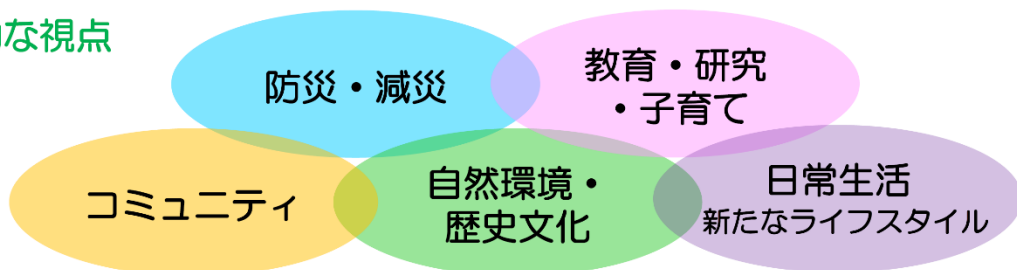 な視点
防災・減災
教育・研究
・子育て
コミュニティ
自然環境・
歴史文化
日常生活
新たなライフスタイル